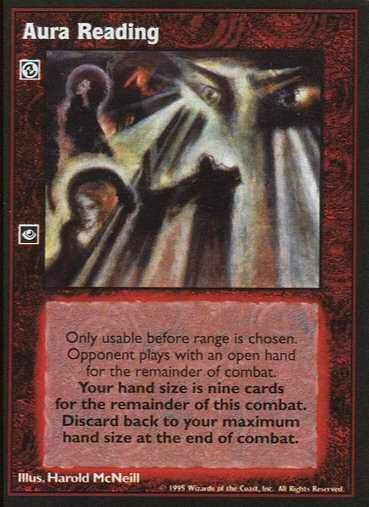 Aura Reading
Only usable before range is chosen.
Opponent plays with an open hand
for the remainder of combat.
Your hand size is nine cards
for the remainder of this combat.
Discard back to your maximum
hand size at the end of combat.
Illus. Harold McNeill
© 1995 Wizards of the Coast, Inc. All Rights Reserved.